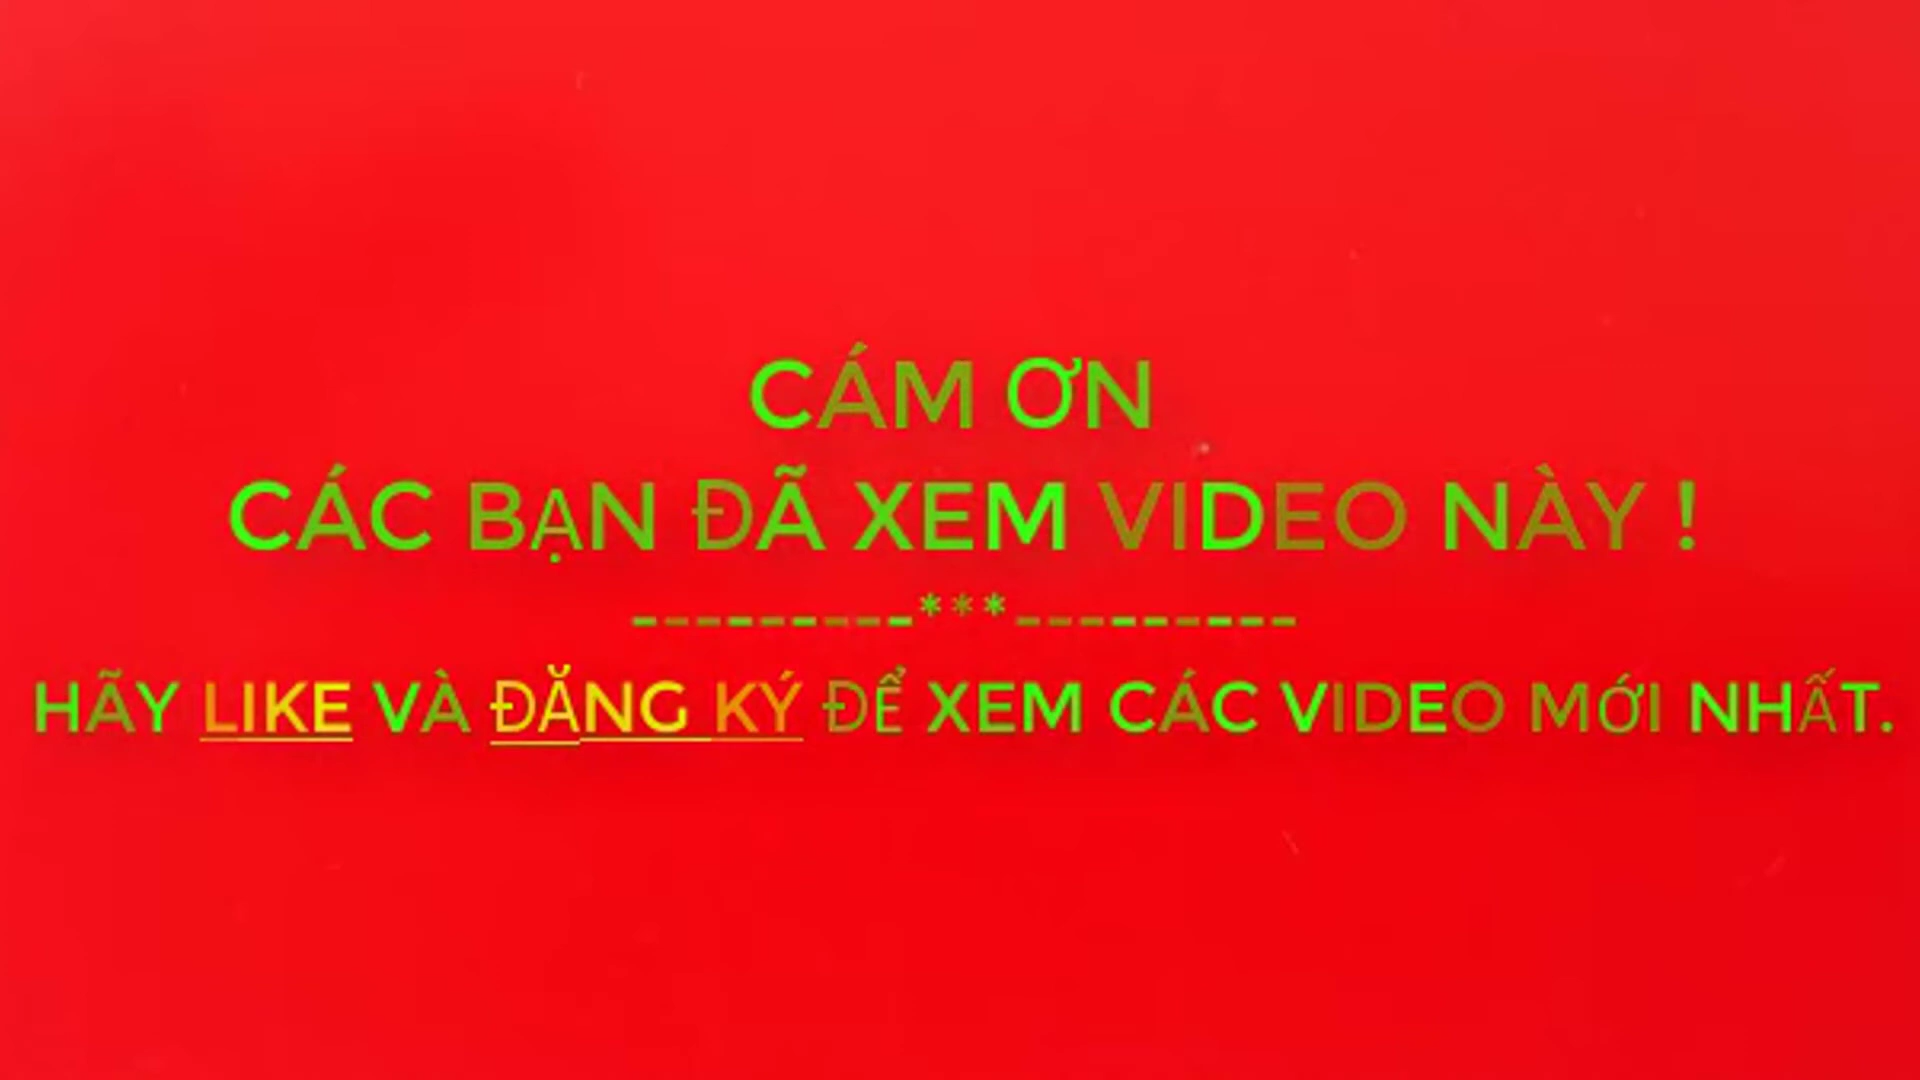 CÁM ƠN
CÁC BẠN ĐÃ XEM VIDEO NÀY !
---------***---------
HÃY LIKE VÀ ĐĂNG KÝ ĐỂ XEM CÁC VIDEO MỚI NHẤT.